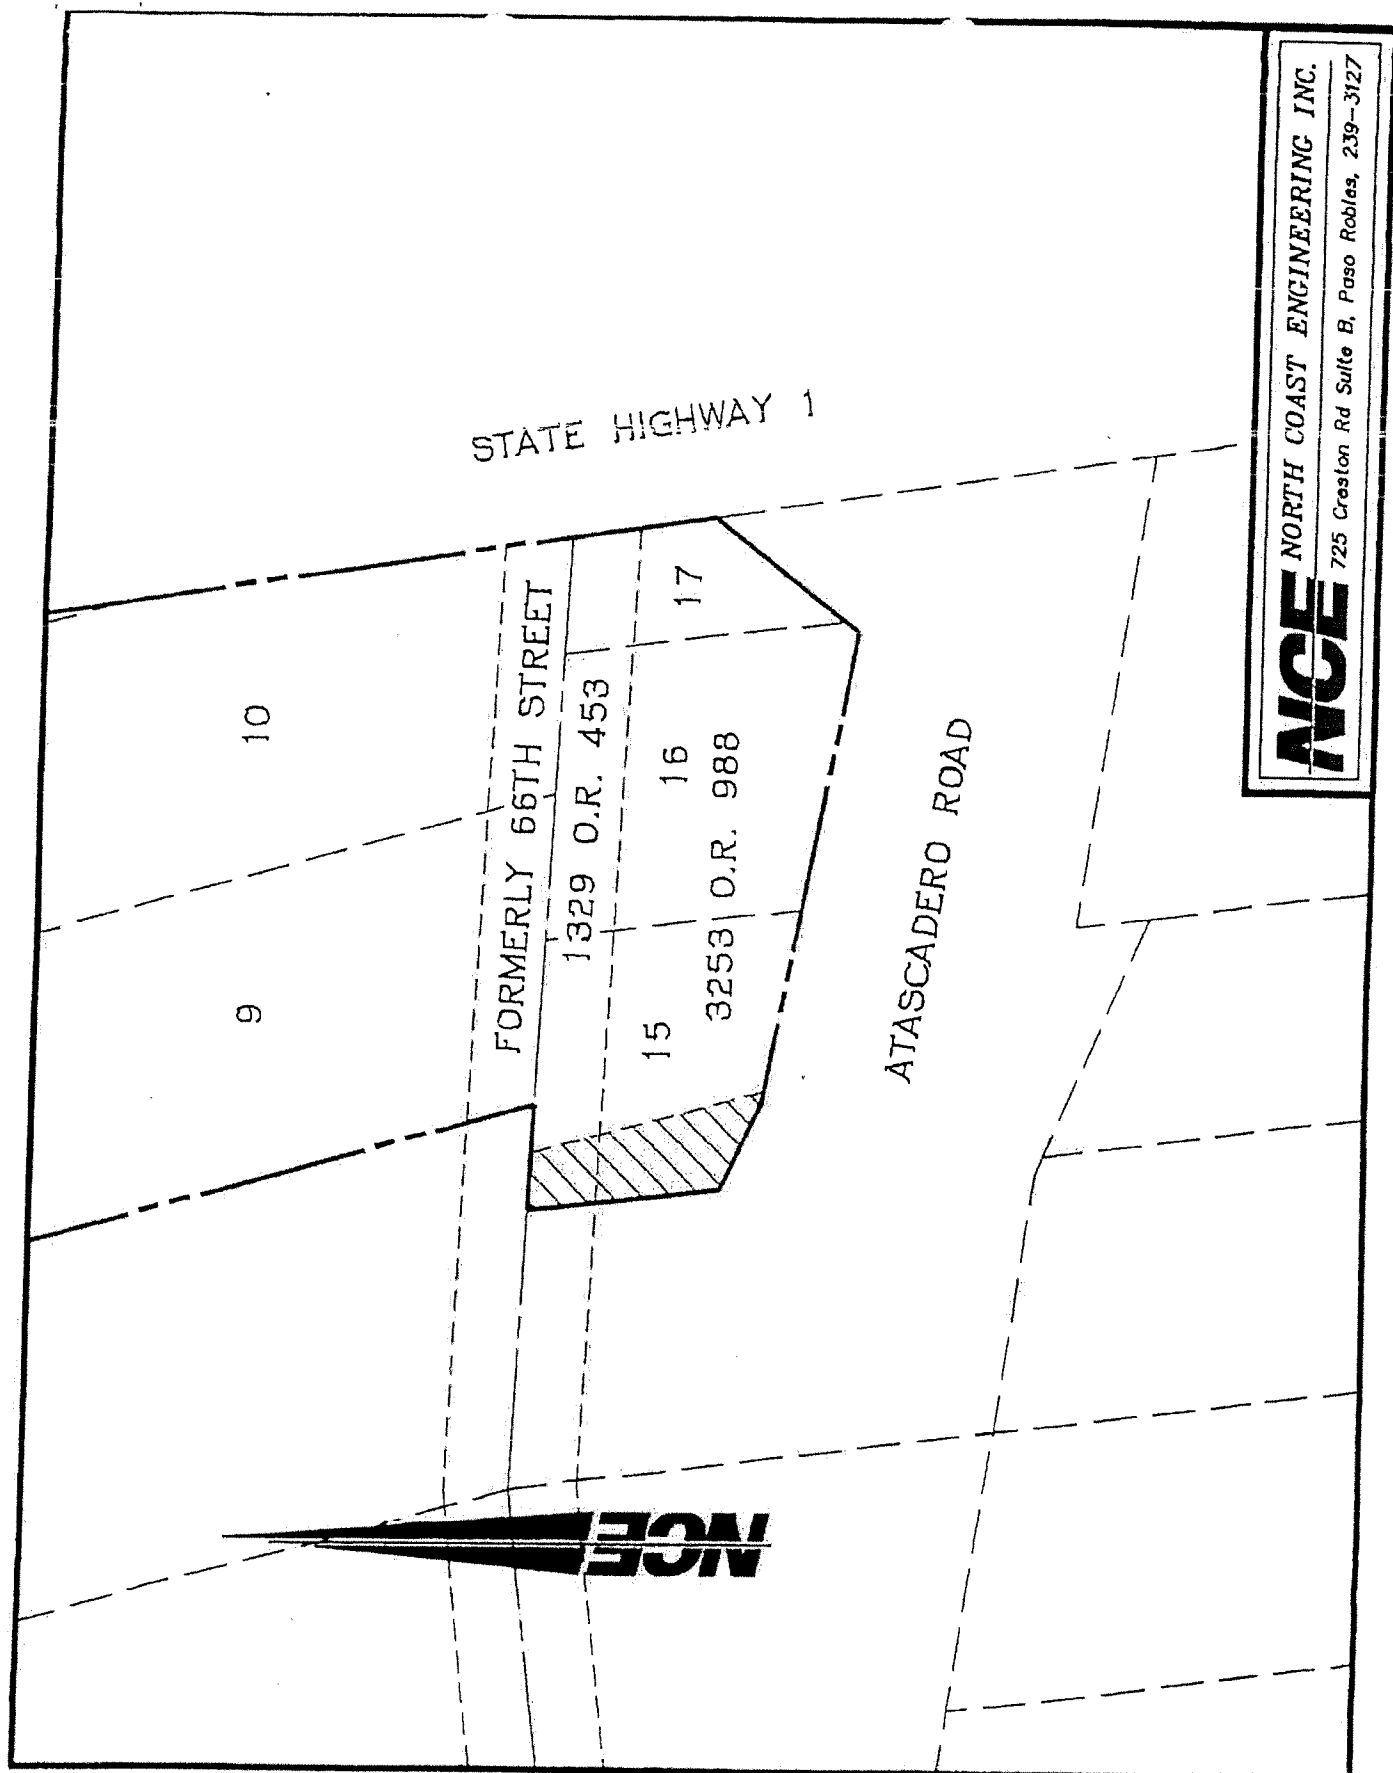 STATE HIGHWAY 1
10
9
FORMERLY 66TH STREET
1329 O.R. 453
17
16
15
3253 O.R. 988
ATASCADERO ROAD
NCE
NCE NORTH COAST ENGINEERING INC.
725 Creston Rd Suite B, Paso Robles, 239-3127